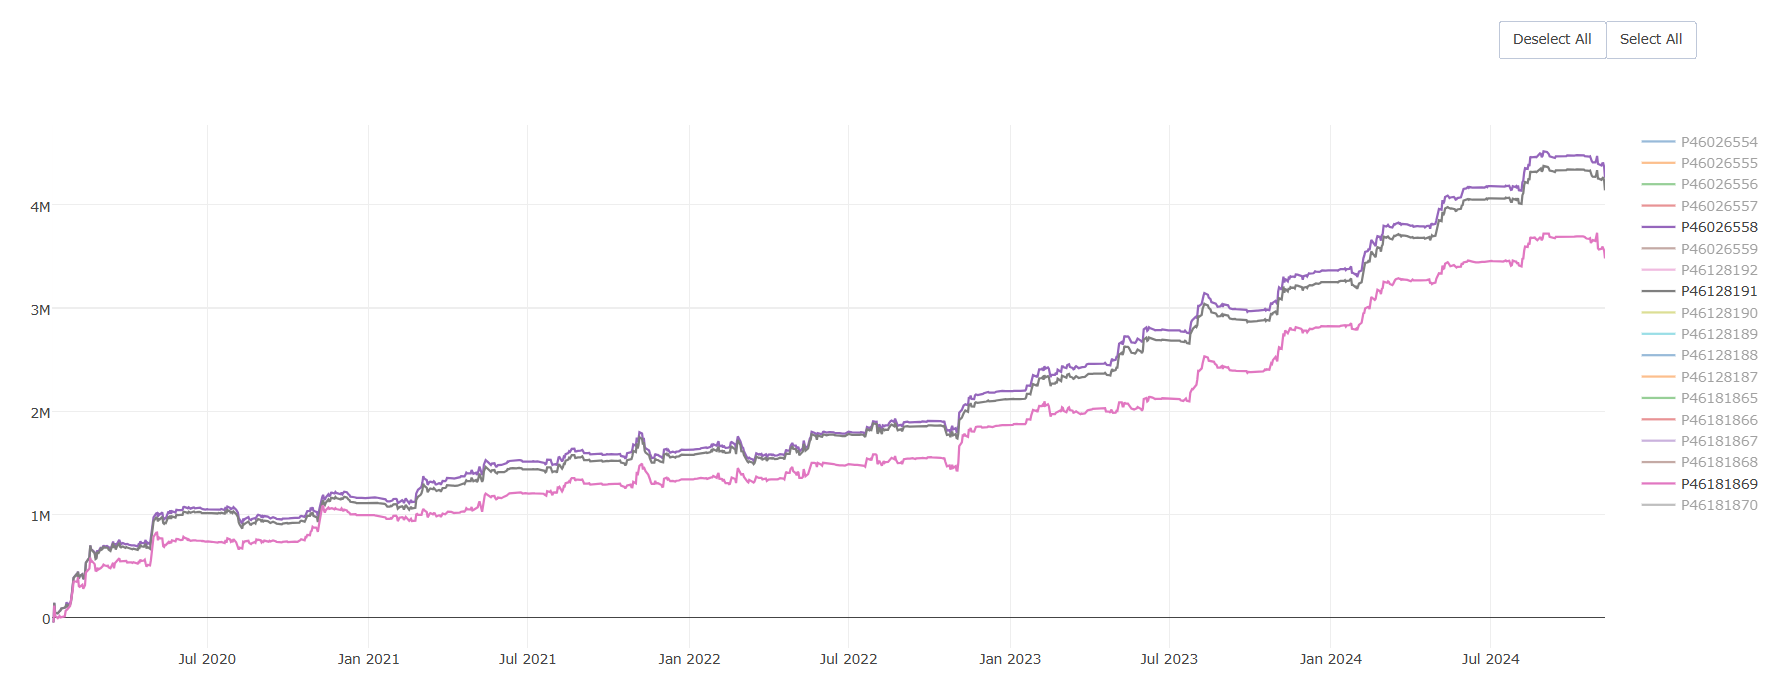 Deselect All
Select All
4M
3M
2M
1M
0
Jul 2020
Jan 2021
Jul 2021
Jan 2022
Jul 2022
Jan 2023
Jul 2023
Jan 2024
Jul 2024
P46026554
P46026555
P46026556
P46026557
P46026558
P46026559
P46128192
P46128191
P46128190
P46128189
P46128188
P46128187
P46181865
P46181866
P46181867
P46181868
P46181869
P46181870